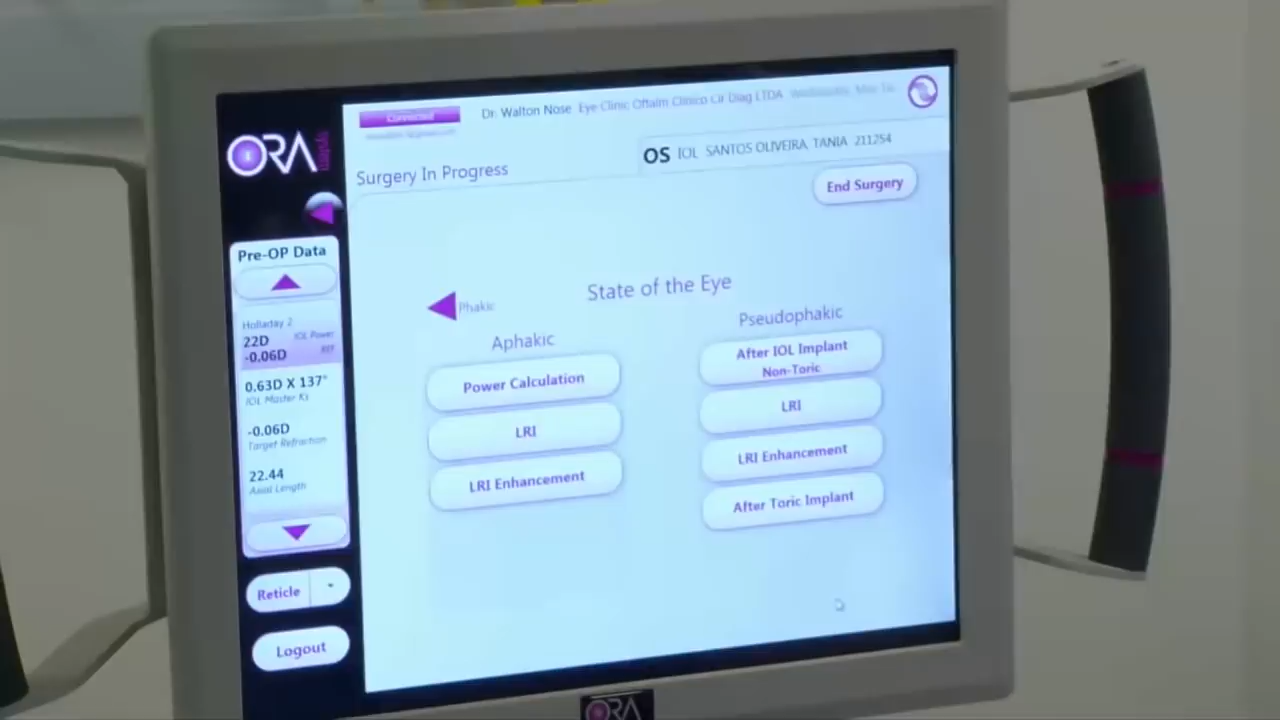 ORA system
Connected
Dr. Walton Nose Eye Clinic Oftalm Clinico Cir Diag LTDA
OS IOL SANTOS OLIVEIRA, TANIA 211254
Surgery In Progress
End Surgery
Pre-OP Data
Holladay 2
22D IOL Power
-0.06D REF
0.63D X 137°
IOL Master Ks
-0.06D
Target Refraction
22.44
Axial Length
Reticle
Logout
State of the Eye
Phakic
Aphakic
Power Calculation
LRI
LRI Enhancement
Pseudophakic
After IOL Implant
Non-Toric
LRI
LRI Enhancement
After Toric Implant
ORA